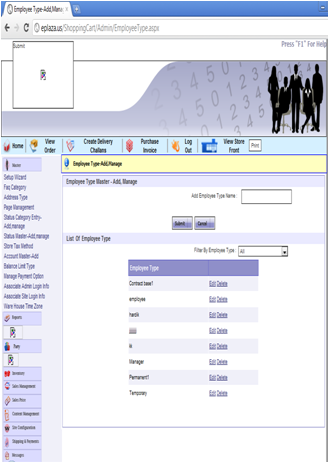 Employee Type-Add,Mana
eplaza.us/ShoppingCart/Admin/EmployeeType.aspx
Submit
Press "F1" For Help
Home
View Order
Create Delivery Challans
Purchase Invoice
Log Out
View Store Front
Print
Master
Employee Type-Add,Manage
Setup Wizard
Faq Category
Address Type
Page Management
Status Category Entry-
Add,manage
Status Master-Add,manage
Store Tax Method
Account Master-Add
Balance Limit Type
Manage Payment Option
Associate Admin Login Info
Associate Site Login Info
Ware House Time Zone
Reports
Party
Inventory
Sales Management
Sales Price
Content Management
Site Configuration
Shipping & Payments
Messages
Employee Type Master - Add, Manage
Add Employee Type Name :
Submit
Cancel
List Of Employee Type
Filter By Employee Type :
All
Employee Type
Contract base1 Edit Delete
employee Edit Delete
hardik Edit Delete
Edit Delete
Edit Delete
Manager Edit Delete
Permanent1 Edit Delete
Temporary Edit Delete